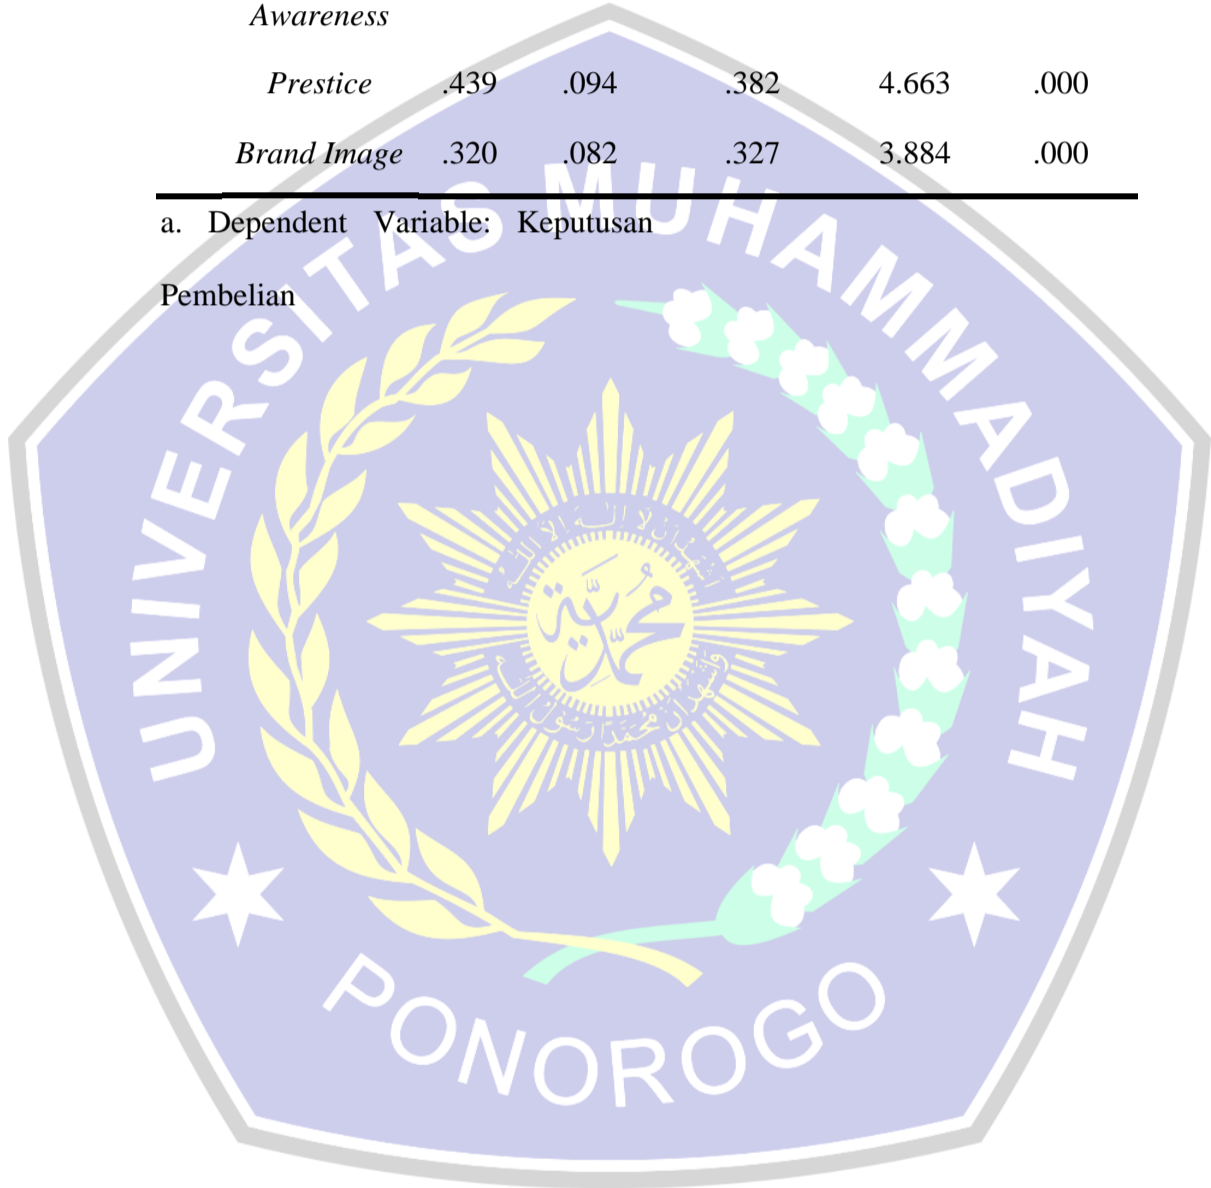 Awareness
Prestice .439 .094 .382 4.663 .000
Brand Image .320 .082 .327 3.884 .000
a. Dependent Variable: Keputusan
Pembelian
UNIVERSITAS MUHAMMADIYAH
محمدية
PONOROGO